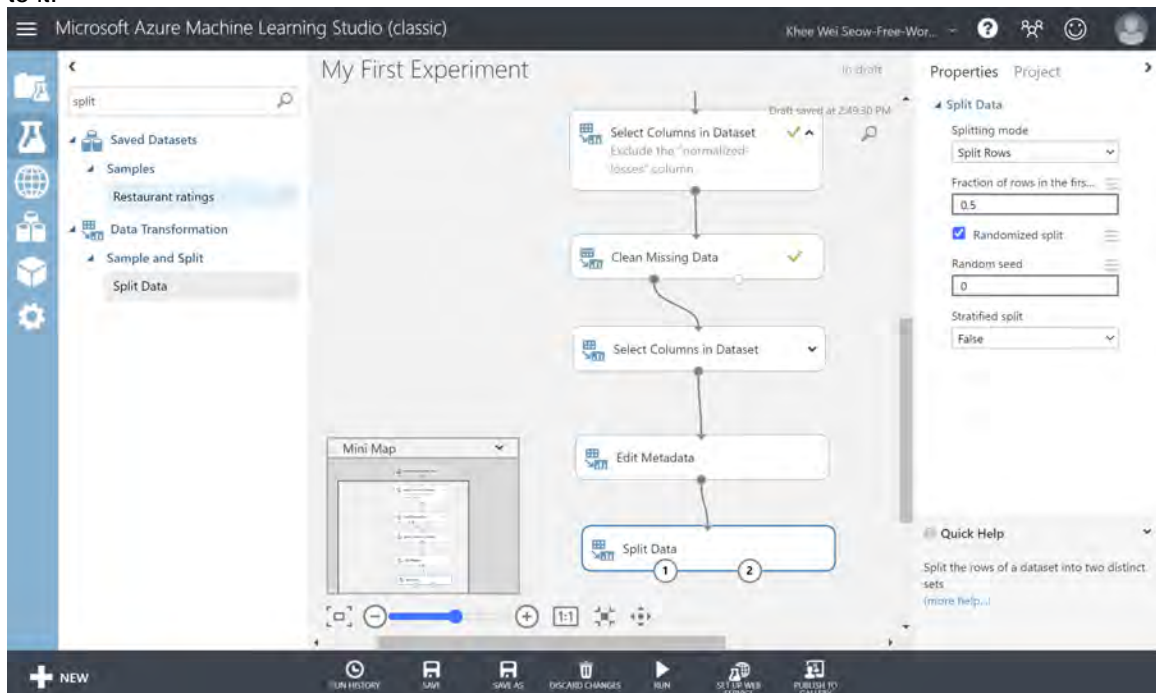 to it.
Microsoft Azure Machine Learning Studio (classic)
Khee Wei Seow-Free-Wor...
My First Experiment
In draft
Draft saved at 2:49:30 PM
split
Saved Datasets
Samples
Restaurant ratings
Data Transformation
Sample and Split
Split Data
Select Columns in Dataset
Exclude the "normalized-
losses" column
Clean Missing Data
Select Columns in Dataset
Edit Metadata
Split Data
1
2
Mini Map
1:1
Properties Project
Split Data
Splitting mode
Split Rows
Fraction of rows in the firs...
0.5
Randomized split
Random seed
0
Stratified split
False
Quick Help
Split the rows of a dataset into two distinct
sets
(more help...)
NEW
RUN HISTORY
SAVE
SAVE AS
DISCARD CHANGES
RUN
SET UP WEB
SERVICE
PUBLISH TO
GALLERY